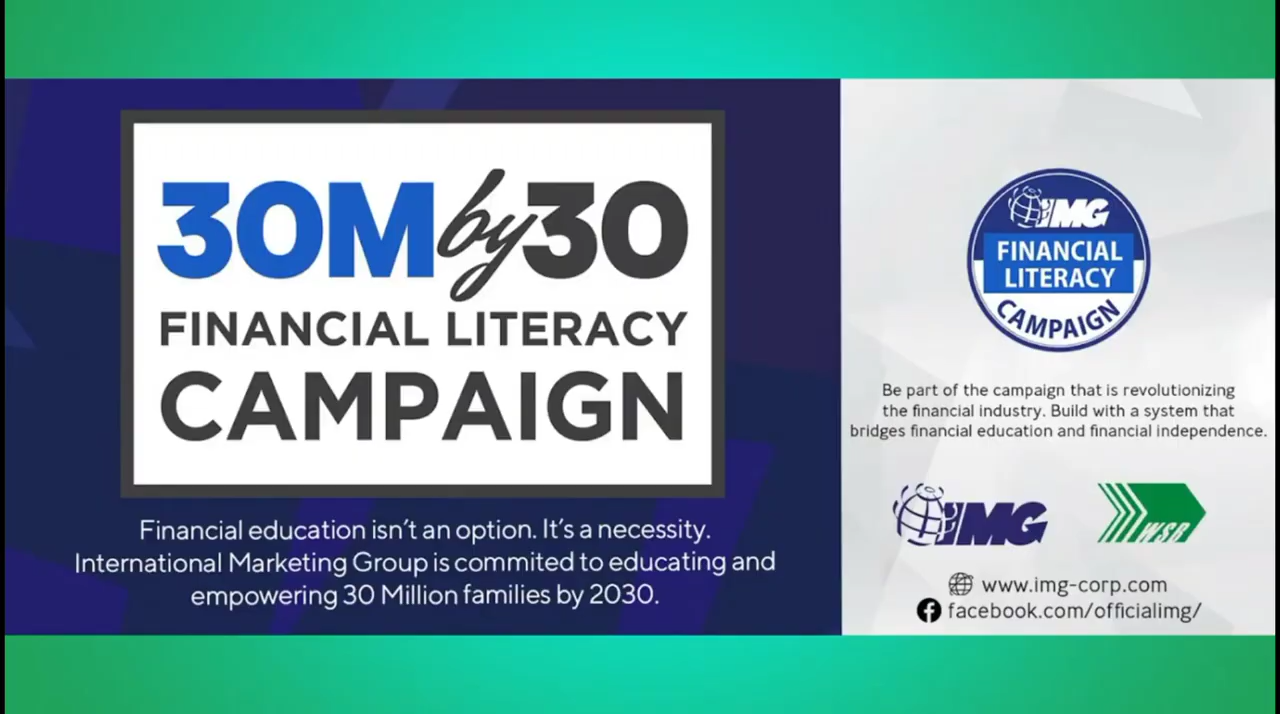 30M by 30
FINANCIAL LITERACY
CAMPAIGN
Financial education isn't an option. It's a necessity.
International Marketing Group is commited to educating and
empowering 30 Million families by 2030.
IMG
FINANCIAL
LITERACY
CAMPAIGN
Be part of the campaign that is revolutionizing
the financial industry. Build with a system that
bridges financial education and financial independence.
IMG
WSR
www.img-corp.com
facebook.com/officialimg/